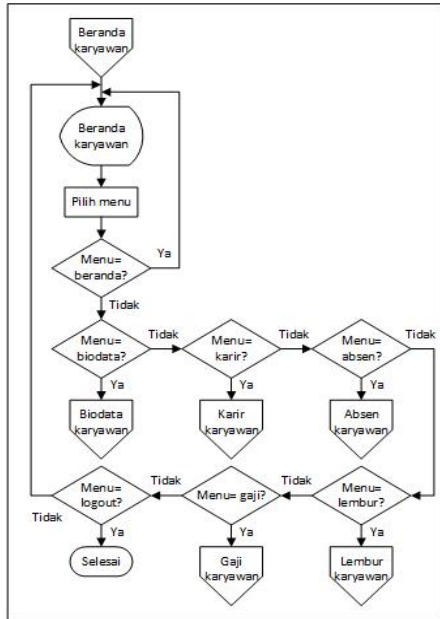 Beranda
karyawan
Beranda
karyawan
Pilih menu
Menu=
beranda?
Ya
Tidak
Menu=
biodata?
Tidak
Menu=
karir?
Tidak
Menu=
absen?
Tidak
Ya
Ya
Ya
Biodata
karyawan
Karir
karyawan
Absen
karyawan
Menu=
logout?
Tidak
Menu= gaji?
Tidak
Menu=
lembur?
Tidak
Ya
Ya
Ya
Selesai
Gaji
karyawan
Lembur
karyawan